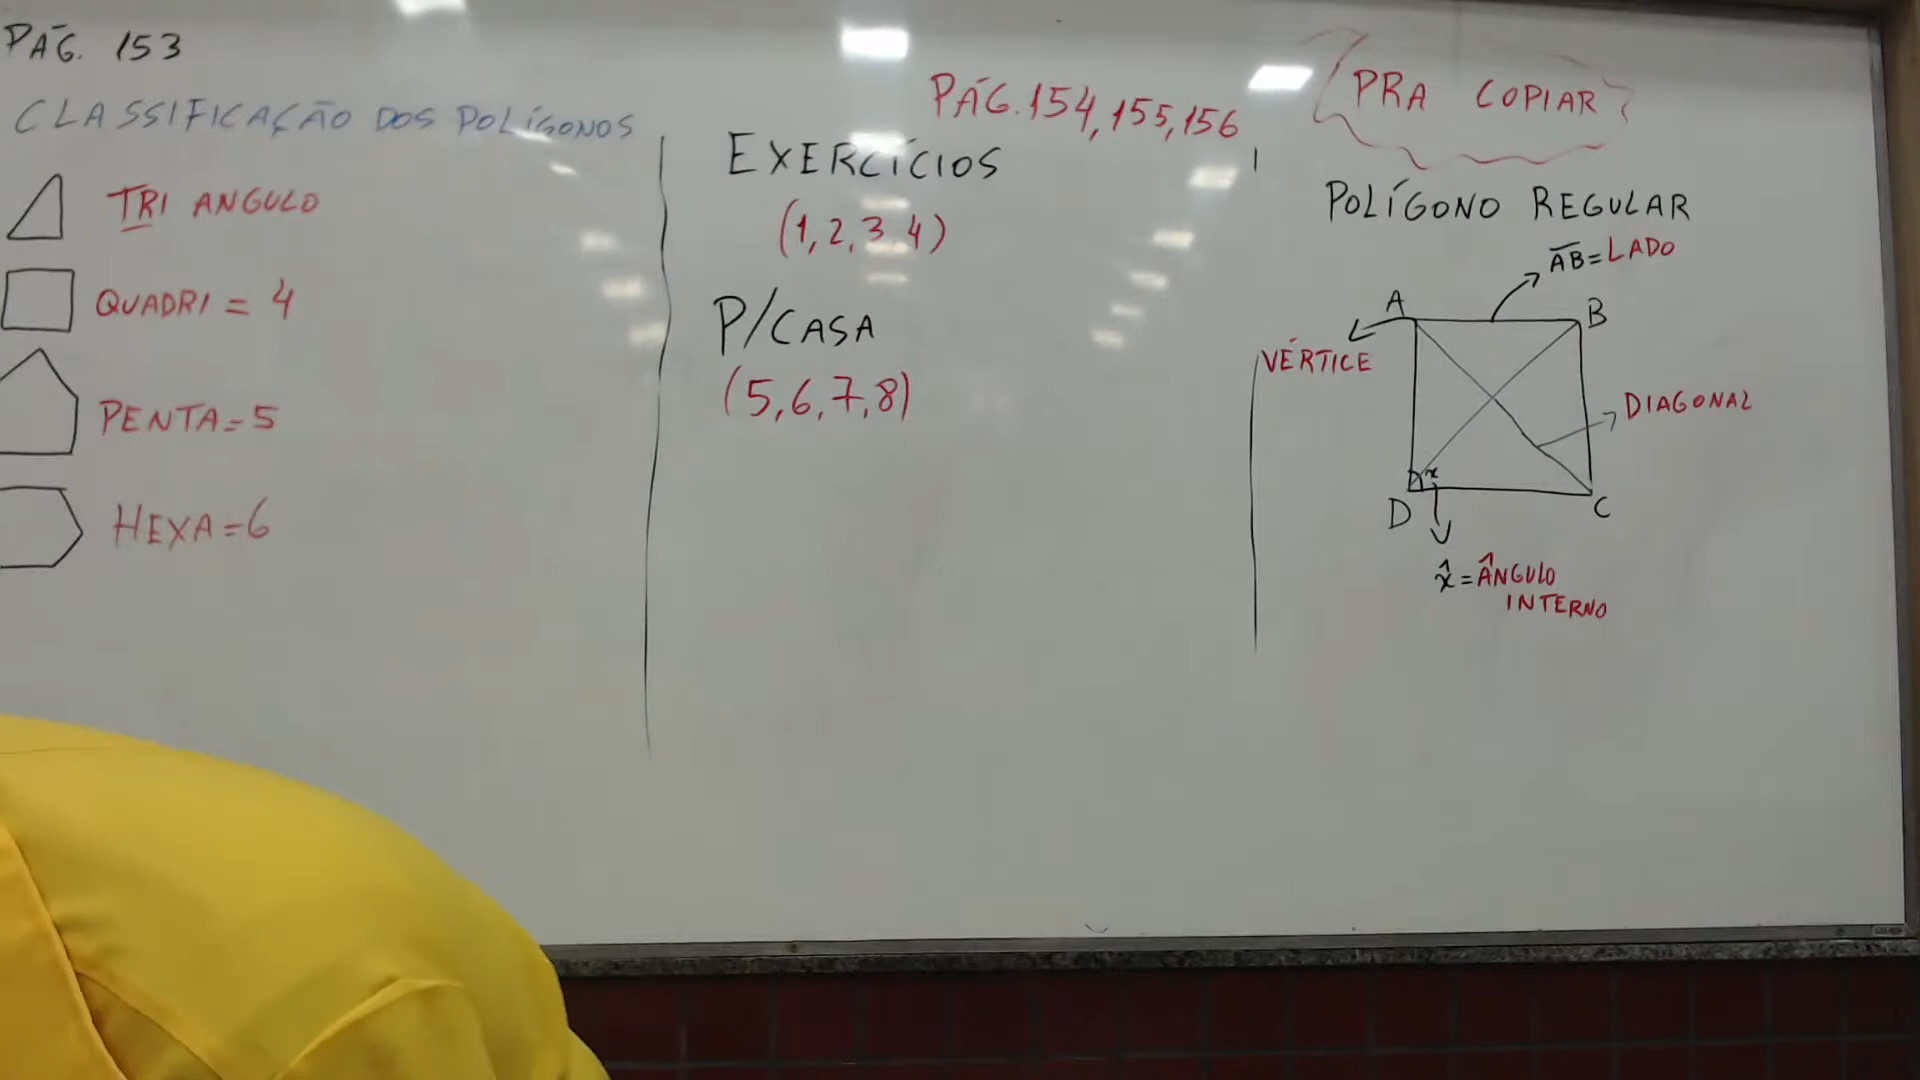 PÁG. 153
CLASSIFICAÇÃO DOS POLÍGONOS
TRI ANGULO
QUADRI = 4
PENTA = 5
HEXA = 6
PÁG. 154, 155, 156
EXERCÍCIOS
(1, 2, 3 4)
P/CASA
(5, 6, 7, 8)
PRA COPIAR
POLÍGONO REGULAR
AB = LADO
A
B
VÉRTICE
DIAGONAL
x
D
C
x̂ = ÂNGULO
INTERNO